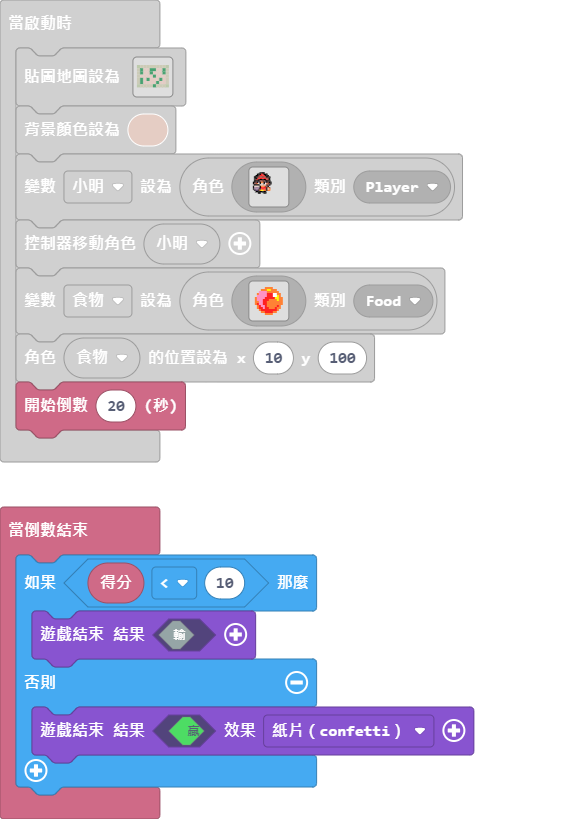 當啟動時
貼圖地圖設為
背景顏色設為
變數 小明 設為 角色 類別 Player
控制器移動角色 小明
變數 食物 設為 角色 類別 Food
角色 食物 的位置設為 x 10 y 100
開始倒數 20 (秒)
當倒數結束
如果 得分 < 10 那麼
遊戲結束 結果 輸
否則
遊戲結束 結果 贏 效果 紙片 (confetti)